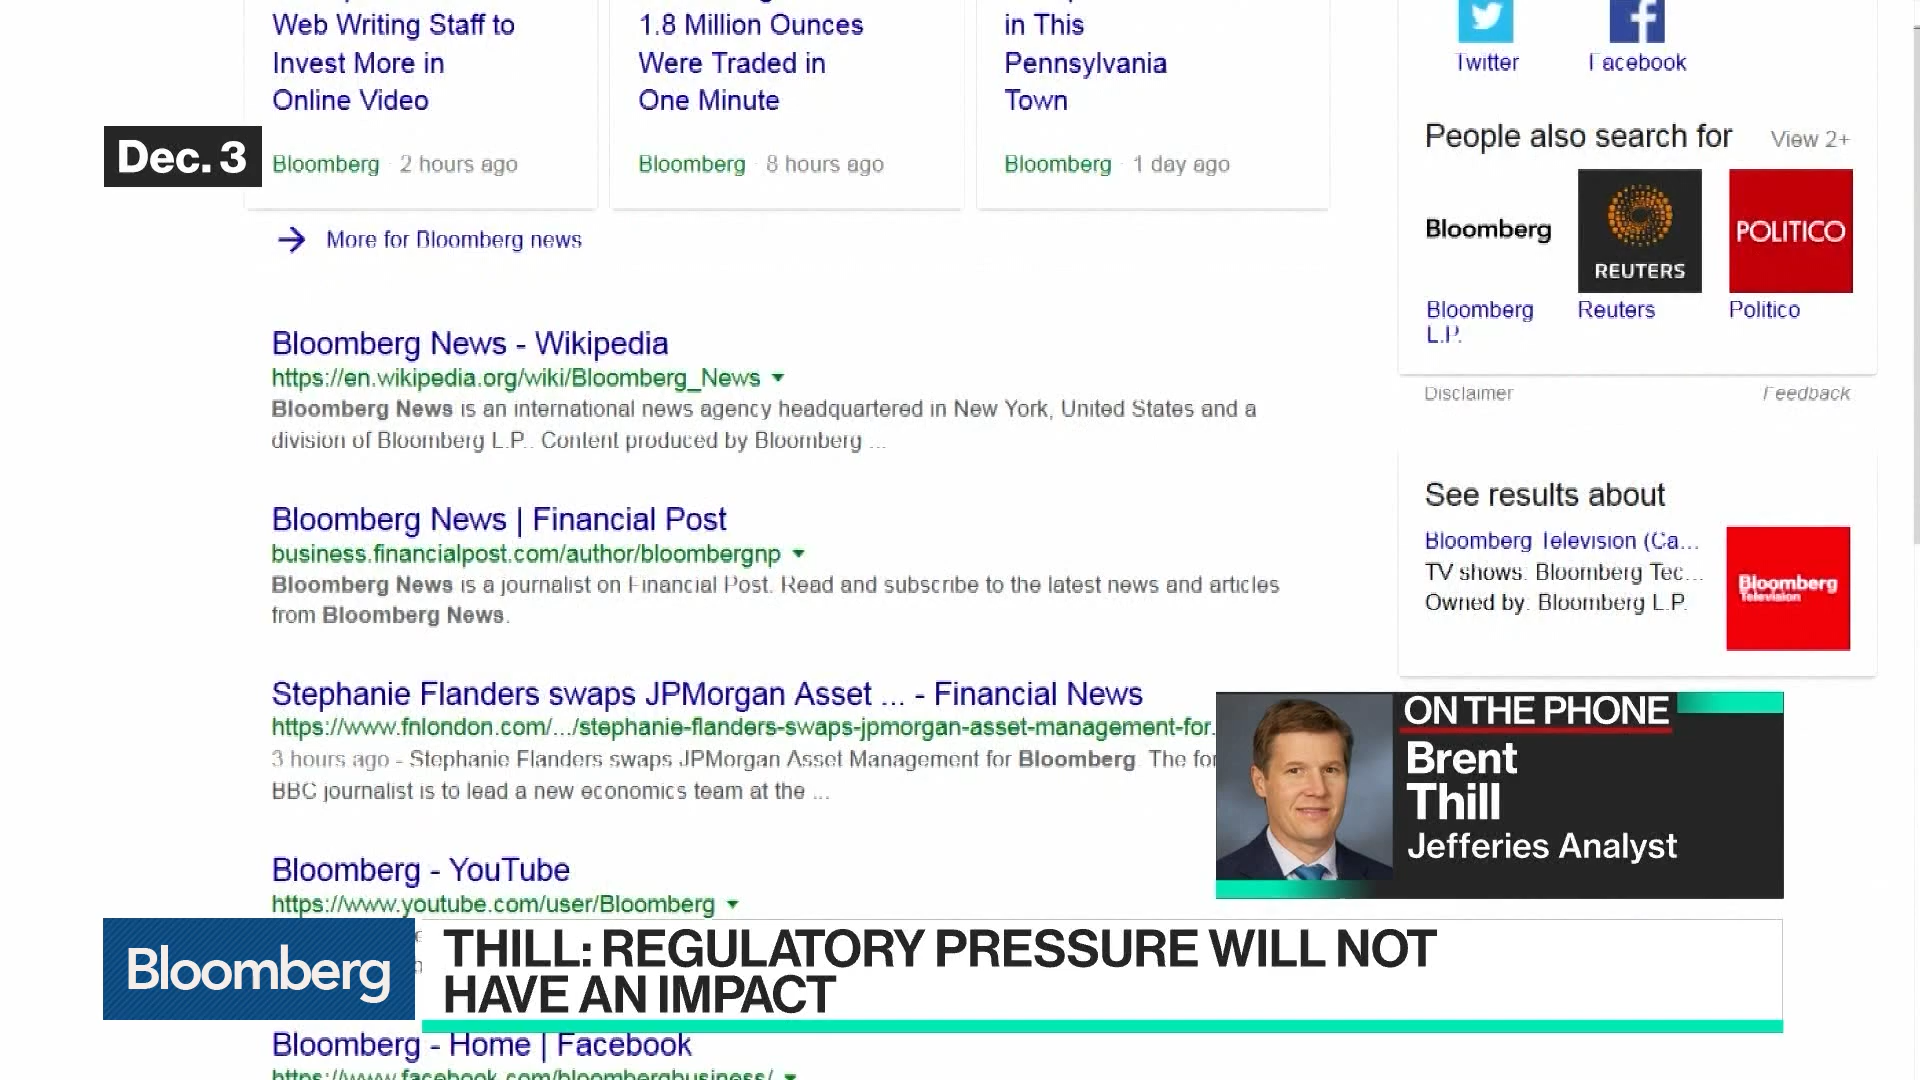 Web Writing Staff to
Invest More in
Online Video
Bloomberg · 2 hours ago
1.8 Million Ounces
Were Traded in
One Minute
Bloomberg · 8 hours ago
in This
Pennsylvania
Town
Bloomberg · 1 day ago
Dec. 3
More for Bloomberg news
Bloomberg News - Wikipedia
https://en.wikipedia.org/wiki/Bloomberg_News
Bloomberg News is an international news agency headquartered in New York, United States and a
division of Bloomberg L.P.. Content produced by Bloomberg ...
Bloomberg News | Financial Post
business.financialpost.com/author/bloombergnp
Bloomberg News is a journalist on Financial Post. Read and subscribe to the latest news and articles
from Bloomberg News.
Stephanie Flanders swaps JPMorgan Asset ... - Financial News
https://www.fnlondon.com/.../stephanie-flanders-swaps-jpmorgan-asset-management-for.
3 hours ago - Stephanie Flanders swaps JPMorgan Asset Management for Bloomberg. The
BBC journalist is to lead a new economics team at the ...
Bloomberg - YouTube
https://www.youtube.com/user/Bloomberg
Bloomberg - Home | Facebook
https://www.facebook.com/bloombergbusiness/
Twitter
Facebook
People also search for
View 2+
Bloomberg
REUTERS
POLITICO
Bloomberg
L.P.
Reuters
Politico
Disclaimer
Feedback
See results about
Bloomberg Television (Ca...
TV shows: Bloomberg Tec...
Owned by: Bloomberg L.P.
Bloomberg
Television
ON THE PHONE
Brent
Thill
Jefferies Analyst
Bloomberg
THILL: REGULATORY PRESSURE WILL NOT
HAVE AN IMPACT